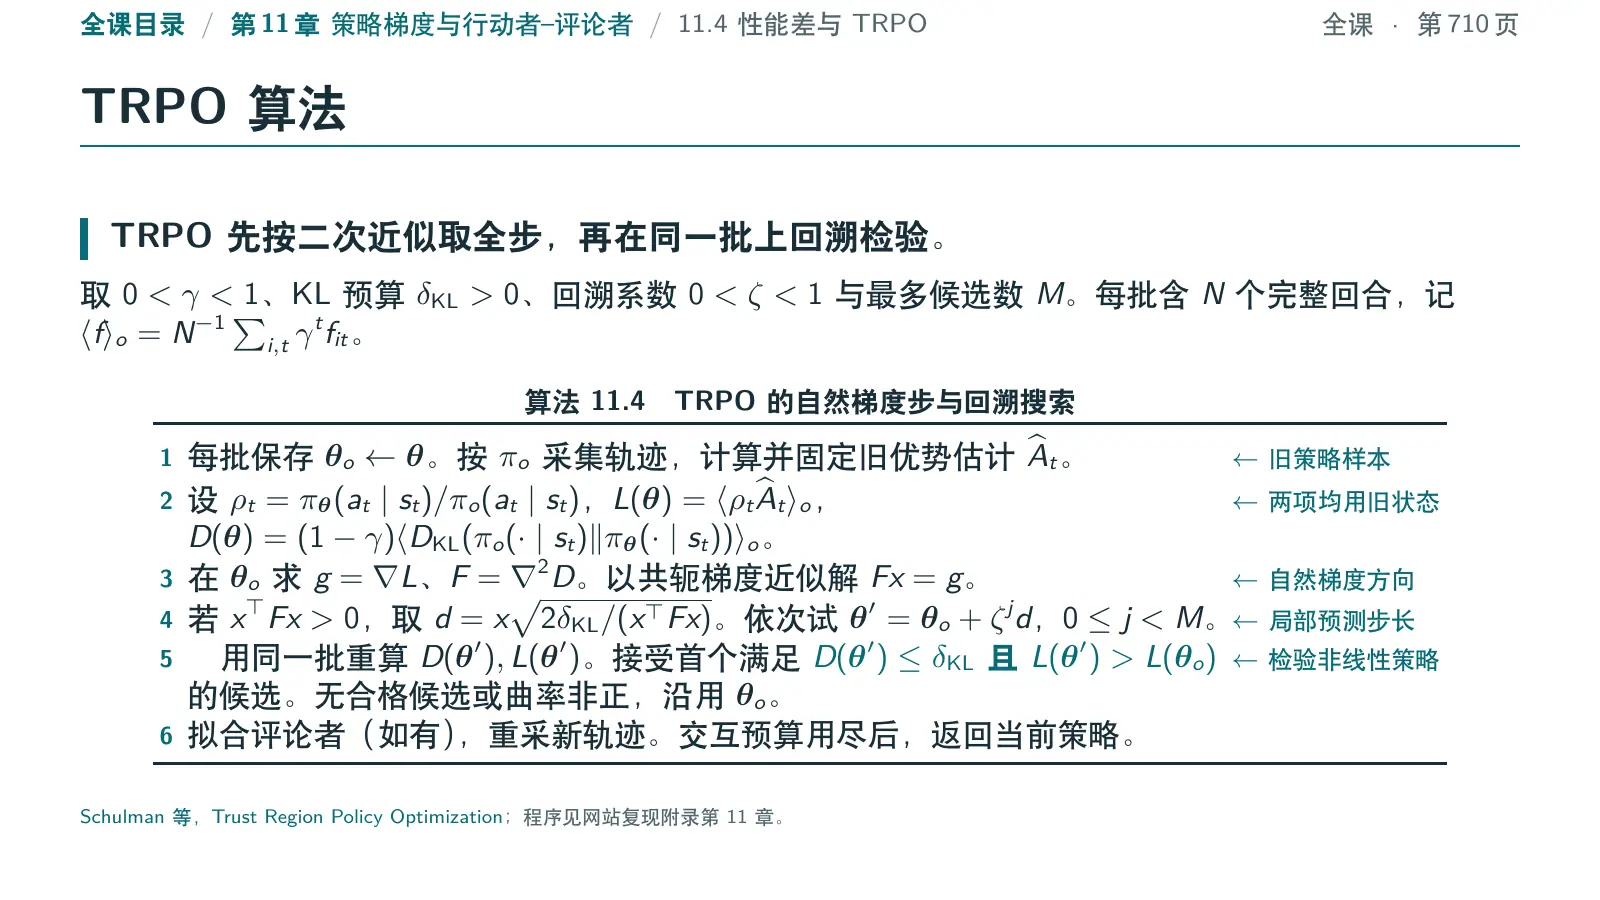 全课目录 / 第 11 章 策略梯度与行动者–评论者 / 11.4 性能差与 TRPO
全课 · 第 710 页
TRPO 算法
TRPO 先按二次近似取全步，再在同一批上回溯检验。
取 0 < γ < 1、KL 预算 δ_KL > 0、回溯系数 0 < ζ < 1 与最多候选数 M。每批含 N 个完整回合，记
⟨f⟩_o = N^{−1} ∑_{i,t} γ^t f_{it}。
算法 11.4 TRPO 的自然梯度步与回溯搜索
1 每批保存 θ_o ← θ。按 π_o 采集轨迹，计算并固定旧优势估计 Â_t。 ← 旧策略样本
2 设 ρ_t = π_θ(a_t | s_t)/π_o(a_t | s_t)，L(θ) = ⟨ρ_t Â_t⟩_o， ← 两项均用旧状态
D(θ) = (1 − γ)⟨D_KL(π_o(· | s_t)‖π_θ(· | s_t))⟩_o。
3 在 θ_o 求 g = ∇L、F = ∇²D。以共轭梯度近似解 Fx = g。 ← 自然梯度方向
4 若 x^⊤Fx > 0，取 d = x√(2δ_KL/(x^⊤Fx))。依次试 θ′ = θ_o + ζ^j d，0 ≤ j < M。 ← 局部预测步长
5 用同一批重算 D(θ′), L(θ′)。接受首个满足 D(θ′) ≤ δ_KL 且 L(θ′) > L(θ_o) ← 检验非线性策略
的候选。无合格候选或曲率非正，沿用 θ_o。
6 拟合评论者（如有），重采新轨迹。交互预算用尽后，返回当前策略。
Schulman 等，Trust Region Policy Optimization；程序见网站复现附录第 11 章。